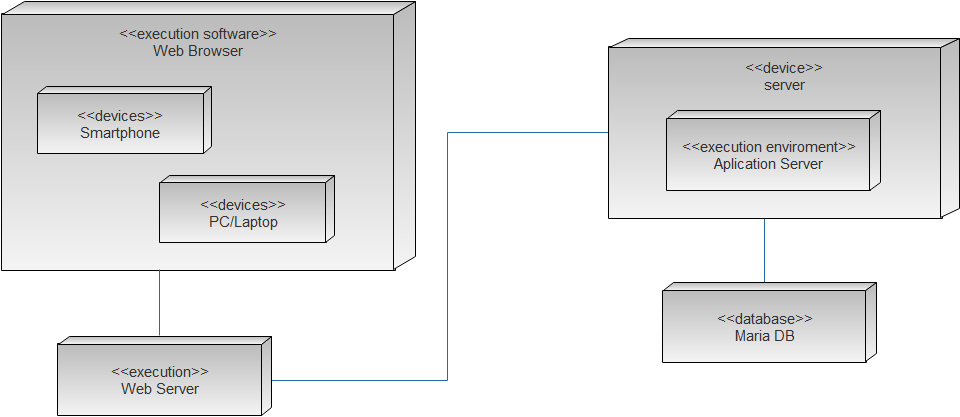 <<execution software>>
Web Browser
<<devices>>
Smartphone
<<devices>>
PC/Laptop
<<execution>>
Web Server
<<device>>
server
<<execution enviroment>>
Aplication Server
<<database>>
Maria DB